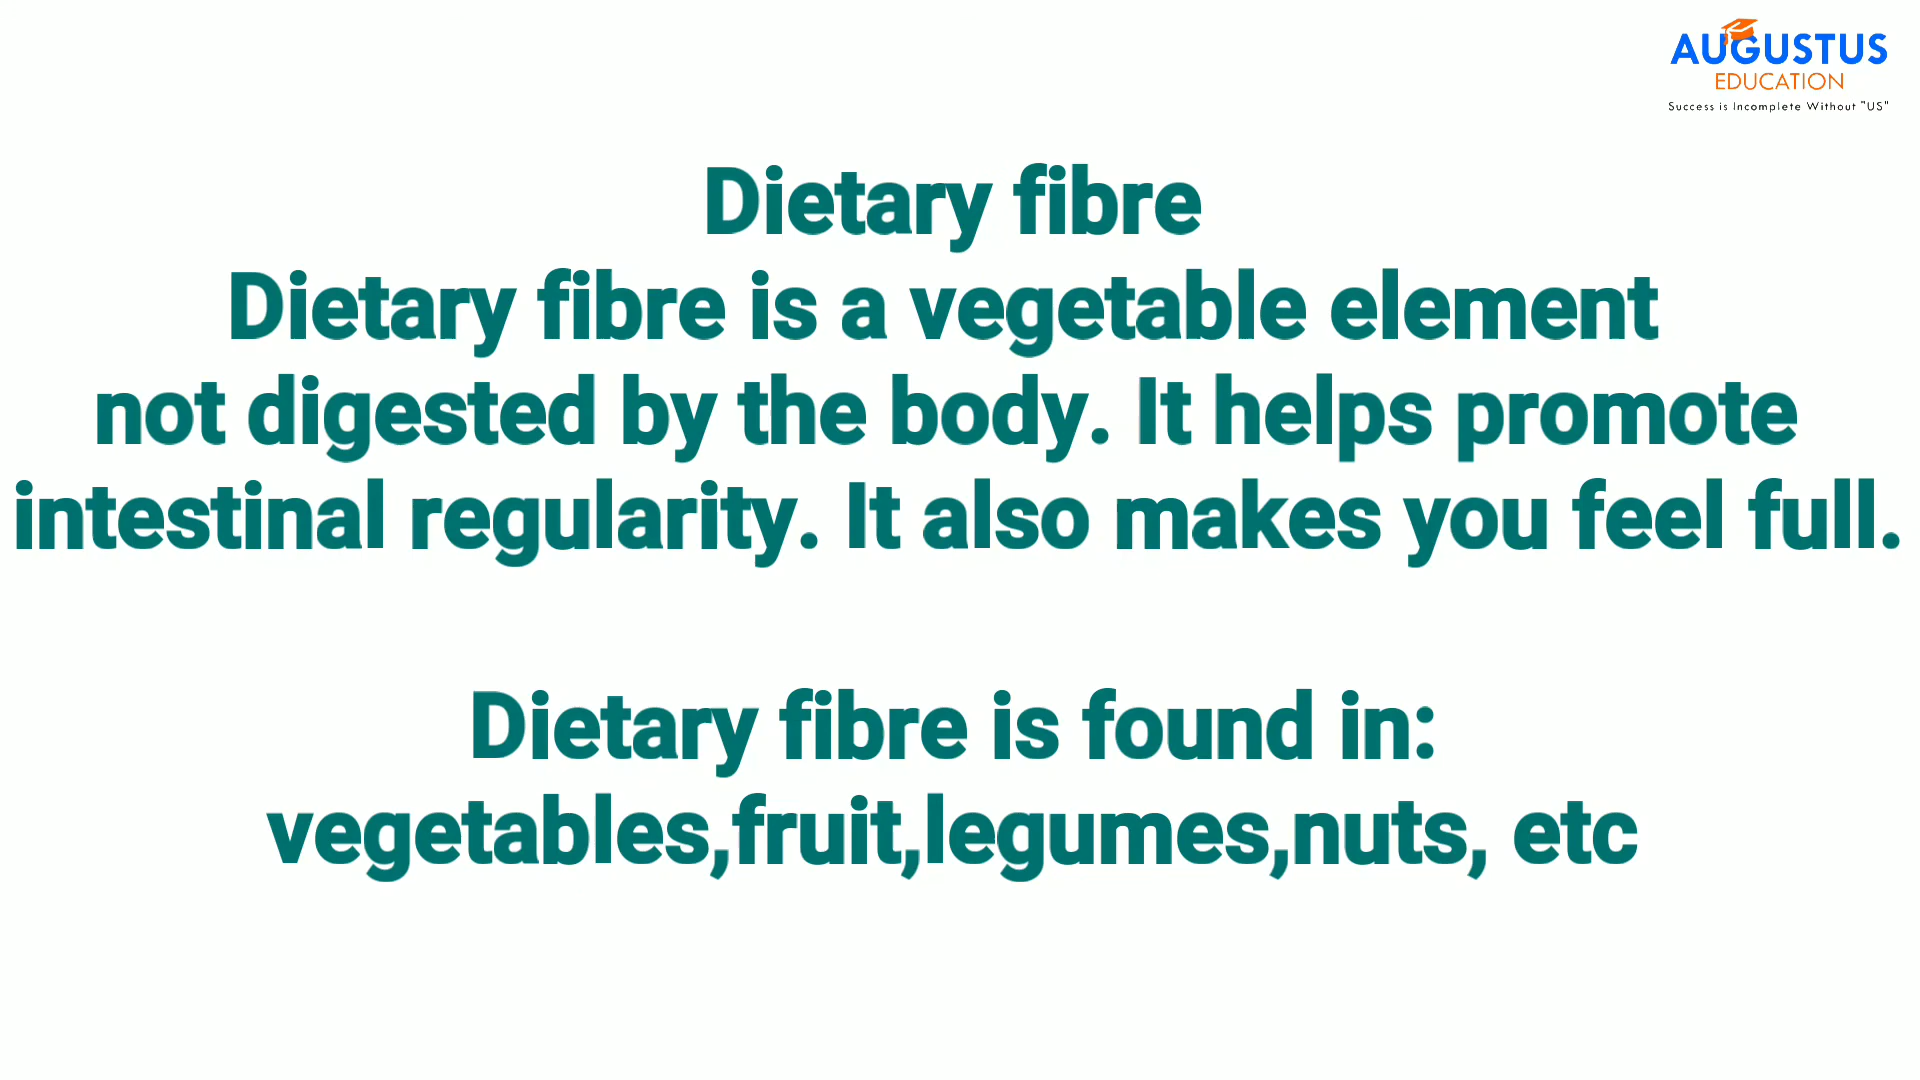 AUGUSTUS
EDUCATION
Success is Incomplete Without "US"
Dietary fibre
Dietary fibre is a vegetable element
not digested by the body. It helps promote
intestinal regularity. It also makes you feel full.
Dietary fibre is found in:
vegetables,fruit,legumes,nuts, etc